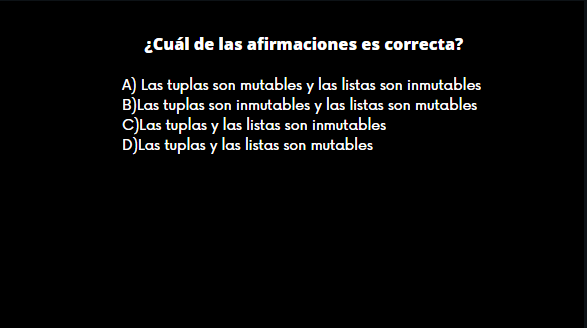 ¿Cuál de las afirmaciones es correcta?
A) Las tuplas son mutables y las listas son inmutables
B)Las tuplas son inmutables y las listas son mutables
C)Las tuplas y las listas son inmutables
D)Las tuplas y las listas son mutables